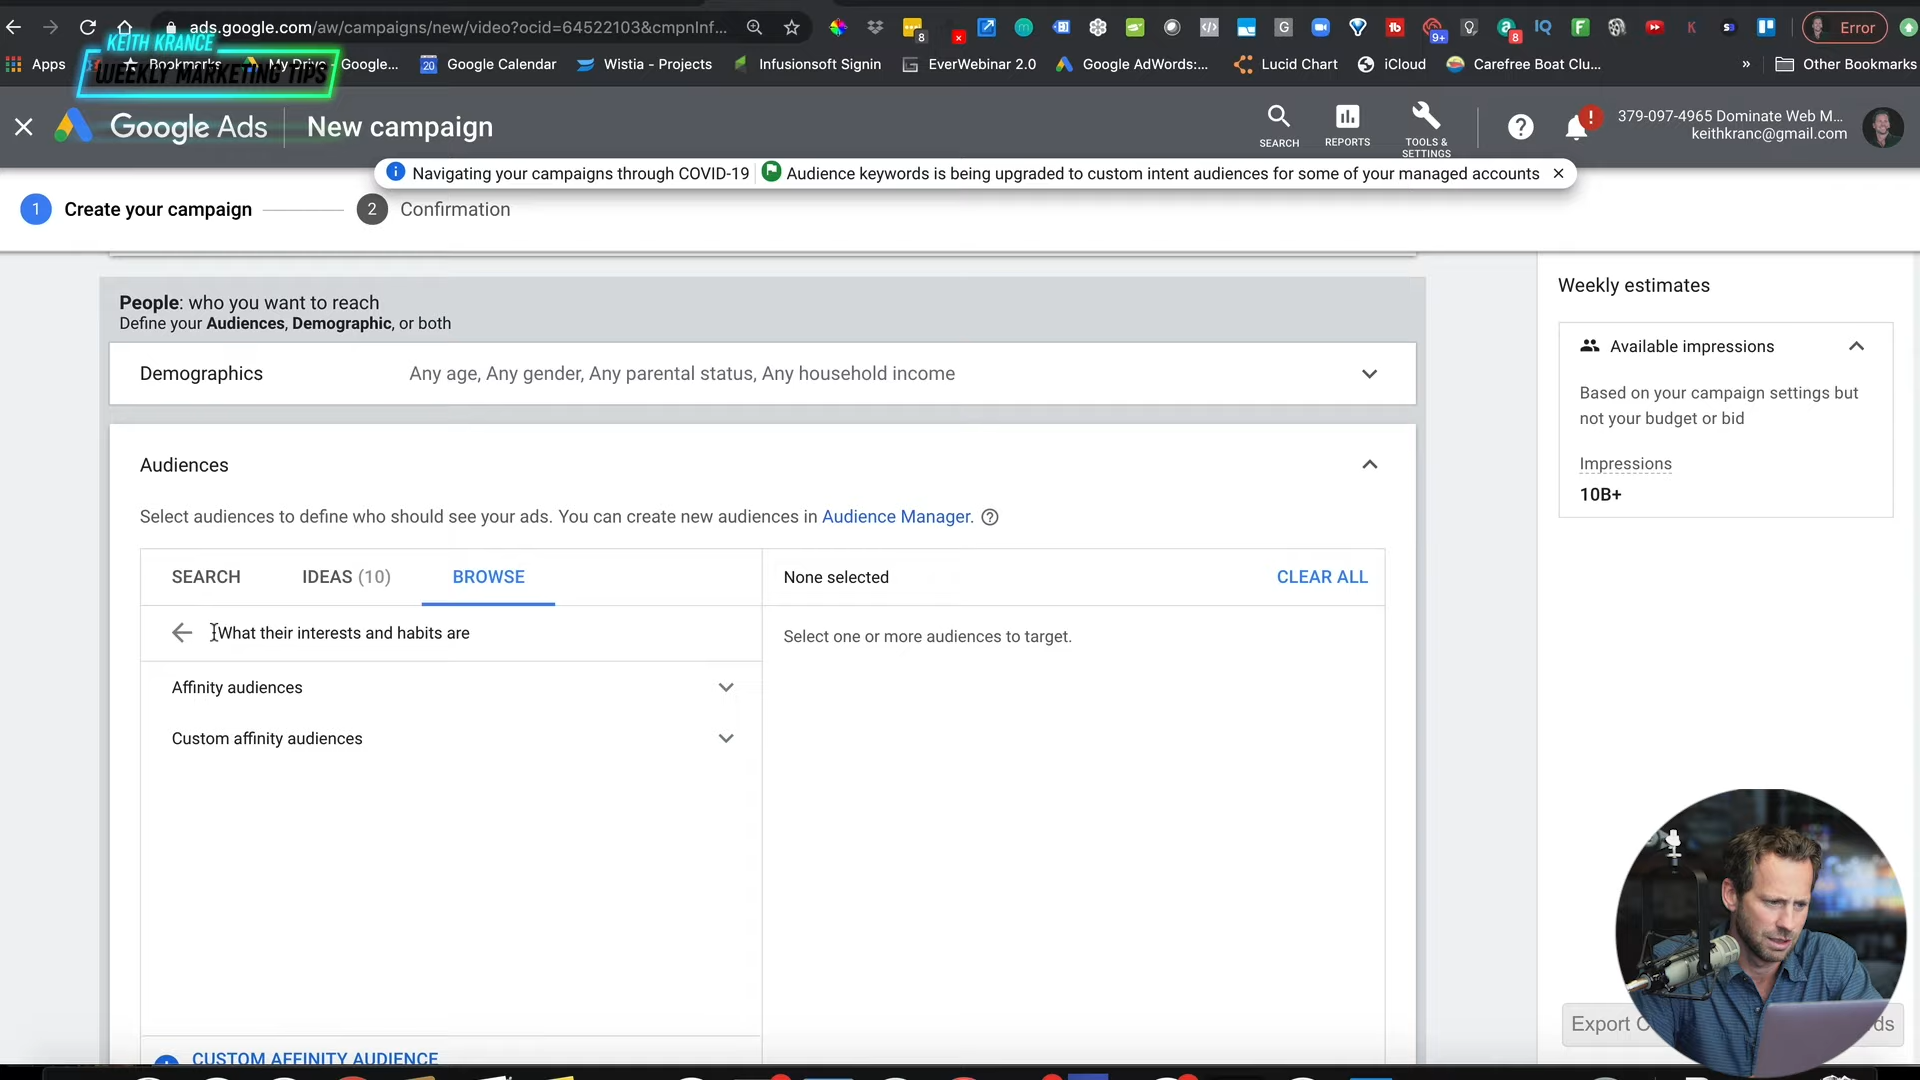 ads.google.com/aw/campaigns/new/video?ocid=64522103&cmpnInf...
8
9+
8
Error
KEITH KRANCE
WEEKLY MARKETING TIPS
Apps
Bookmarks
My Drive - Google...
20
Google Calendar
Wistia - Projects
Infusionsoft Signin
EverWebinar 2.0
Google AdWords:...
Lucid Chart
iCloud
Carefree Boat Clu...
»
Other Bookmarks
Google Ads
New campaign
SEARCH
REPORTS
TOOLS & SETTINGS
379-097-4965 Dominate Web M...
keithkranc@gmail.com
Navigating your campaigns through COVID-19
Audience keywords is being upgraded to custom intent audiences for some of your managed accounts
1 Create your campaign
2 Confirmation
People: who you want to reach
Define your Audiences, Demographic, or both
Demographics
Any age, Any gender, Any parental status, Any household income
Audiences
Select audiences to define who should see your ads. You can create new audiences in Audience Manager.
SEARCH
IDEAS (10)
BROWSE
None selected
CLEAR ALL
What their interests and habits are
Select one or more audiences to target.
Affinity audiences
Custom affinity audiences
CUSTOM AFFINITY AUDIENCE
Weekly estimates
Available impressions
Based on your campaign settings but
not your budget or bid
Impressions
10B+
Export